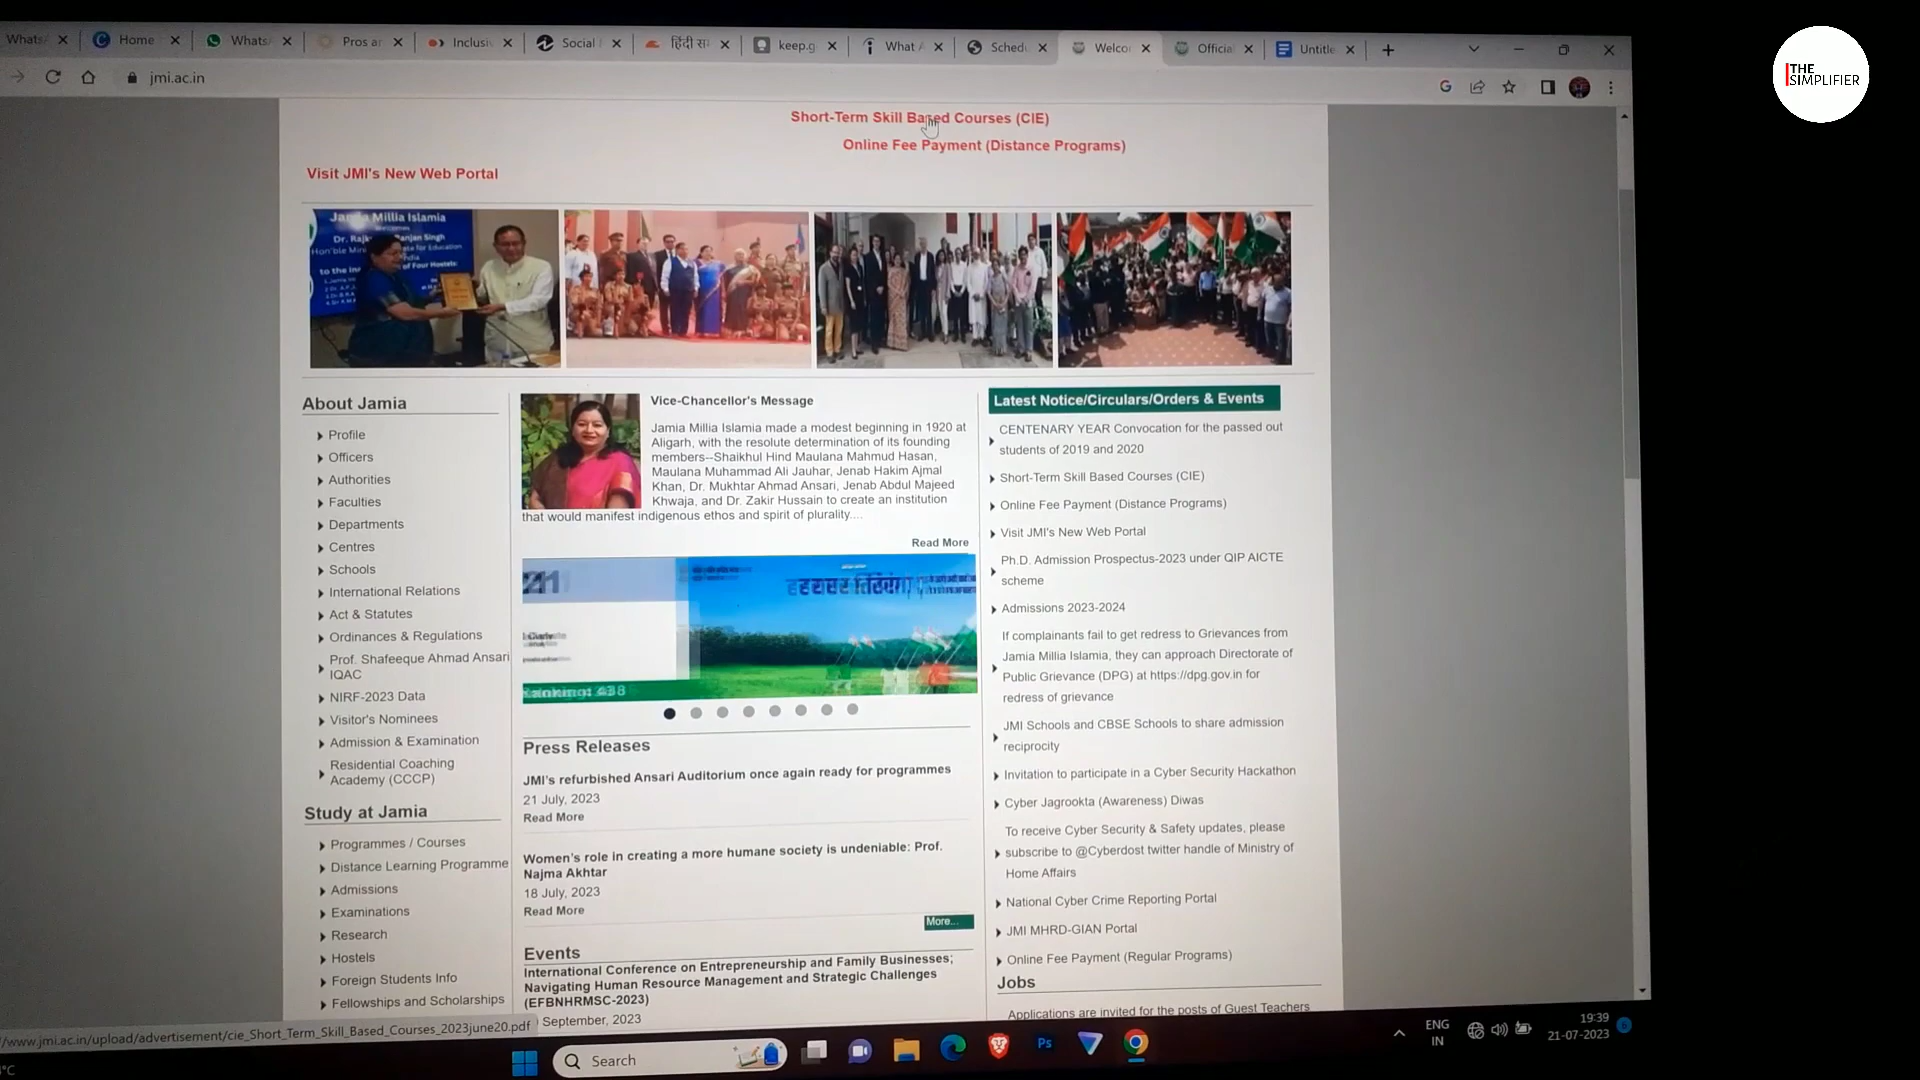 Whats
Home
Whats
Pros ar
Inclusi
Social
हिंदी स
keep.g
What A
Schedu
Welcon
Official
Untitle
jmi.ac.in
THE
SIMPLIFIER
Short-Term Skill Based Courses (CIE)
Online Fee Payment (Distance Programs)
Visit JMI's New Web Portal
Jamia Millia Islamia
About Jamia
Profile
Officers
Authorities
Faculties
Departments
Centres
Schools
International Relations
Act & Statutes
Ordinances & Regulations
Prof. Shafeeque Ahmad Ansari
IQAC
NIRF-2023 Data
Visitor's Nominees
Admission & Examination
Residential Coaching
Academy (CCCP)
Study at Jamia
Programmes / Courses
Distance Learning Programme
Admissions
Examinations
Research
Hostels
Foreign Students Info
Fellowships and Scholarships
Vice-Chancellor's Message
Jamia Millia Islamia made a modest beginning in 1920 at
Aligarh, with the resolute determination of its founding
members--Shaikhul Hind Maulana Mahmud Hasan,
Maulana Muhammad Ali Jauhar, Jenab Hakim Ajmal
Khan, Dr. Mukhtar Ahmad Ansari, Jenab Abdul Majeed
Khwaja, and Dr. Zakir Hussain to create an institution
that would manifest indigenous ethos and spirit of plurality....
Read More
Press Releases
JMI's refurbished Ansari Auditorium once again ready for programmes
21 July, 2023
Read More
Women's role in creating a more humane society is undeniable: Prof.
Najma Akhtar
18 July, 2023
Read More
More...
Events
International Conference on Entrepreneurship and Family Businesses;
Navigating Human Resource Management and Strategic Challenges
(EFBNHRMSC-2023)
September, 2023
Latest Notice/Circulars/Orders & Events
CENTENARY YEAR Convocation for the passed out
students of 2019 and 2020
Short-Term Skill Based Courses (CIE)
Online Fee Payment (Distance Programs)
Visit JMI's New Web Portal
Ph.D. Admission Prospectus-2023 under QIP AICTE
scheme
Admissions 2023-2024
If complainants fail to get redress to Grievances from
Jamia Millia Islamia, they can approach Directorate of
Public Grievance (DPG) at https://dpg.gov.in for
redress of grievance
JMI Schools and CBSE Schools to share admission
reciprocity
Invitation to participate in a Cyber Security Hackathon
Cyber Jagrookta (Awareness) Diwas
To receive Cyber Security & Safety updates, please
subscribe to @Cyberdost twitter handle of Ministry of
Home Affairs
National Cyber Crime Reporting Portal
JMI MHRD-GIAN Portal
Online Fee Payment (Regular Programs)
Jobs
Applications are invited for the posts of Guest Teachers
/www.jmi.ac.in/upload/advertisement/cie_Short_Term_Skill_Based_Courses_2023june20.pdf
°C
Search
Ps
ENG
IN
19:39
21-07-2023